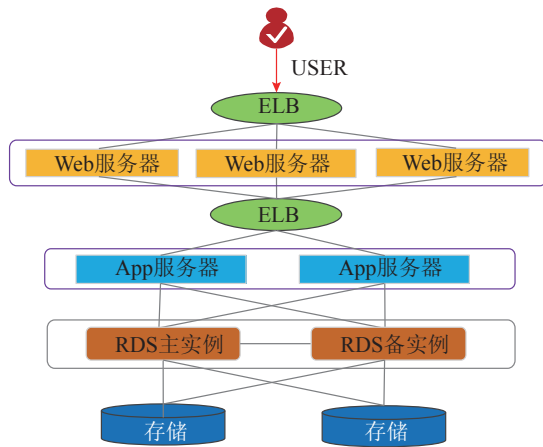 USER
ELB
Web服务器 Web服务器 Web服务器
ELB
App服务器 App服务器
RDS主实例 RDS备实例
存储 存储